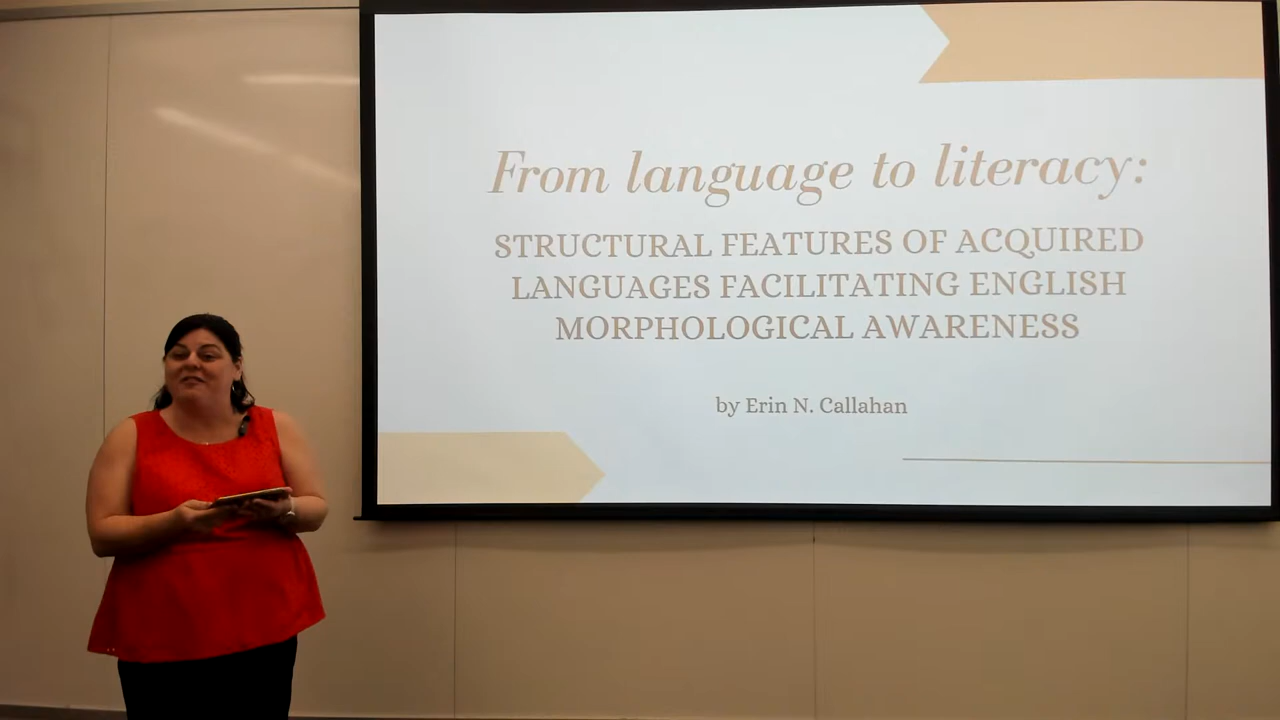 From language to literacy:
STRUCTURAL FEATURES OF ACQUIRED
LANGUAGES FACILITATING ENGLISH
MORPHOLOGICAL AWARENESS
by Erin N. Callahan